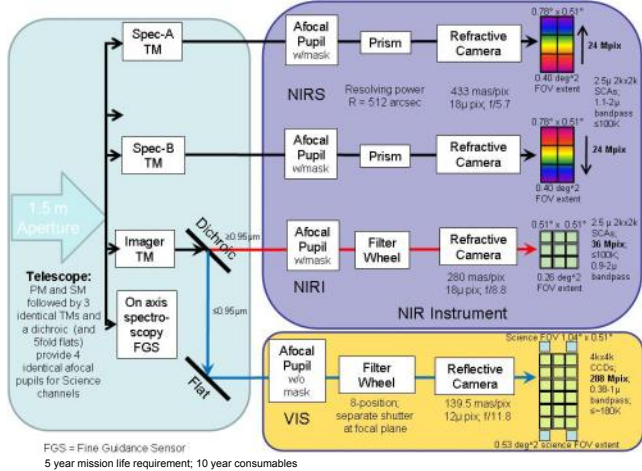 Spec-A
TM
Spec-B
TM
1.5 m
Aperture
Imager
TM
Telescope:
PM and SM
followed by 3
identical TMs and
a dichroic (and
5fold flats)
provide 4
identical afocal
pupils for Science
channels
On axis
spectro-
scopy
FGS
Dichroic
≥0.95µm
≤0.95µm
Flat
Afocal
Pupil
w/mask
Prism
Refractive
Camera
0.78° x 0.51°
24 Mpix
0.40 deg^2
FOV extent
NIRS
Resolving power
R = 512 arcsec
433 mas/pix
18µ pix; f/5.7
2.5µ 2kx2k
SCAs;
1.1-2µ
bandpass
≤100K
Afocal
Pupil
w/mask
Prism
Refractive
Camera
0.78° x 0.51°
24 Mpix
0.40 deg^2
FOV extent
Afocal
Pupil
w/mask
Filter
Wheel
Refractive
Camera
0.51° x 0.51°
0.26 deg^2
FOV extent
2.5µ 2kx2k
SCAs;
36 Mpix;
≤100K;
0.9-2µ
bandpass
NIRI
280 mas/pix
18µ pix; f/8.8
NIR Instrument
Afocal
Pupil
w/o
mask
Filter
Wheel
Reflective
Camera
Science FOV 1.04° x 0.51°
4kx4k
CCDs;
288 Mpix;
0.38-1µ
bandpass;
≤~180K
VIS
8-position;
separate shutter
at focal plane
139.5 mas/pix
12µ pix; f/11.8
0.53 deg^2 science FOV extent
FGS = Fine Guidance Sensor
5 year mission life requirement; 10 year consumables